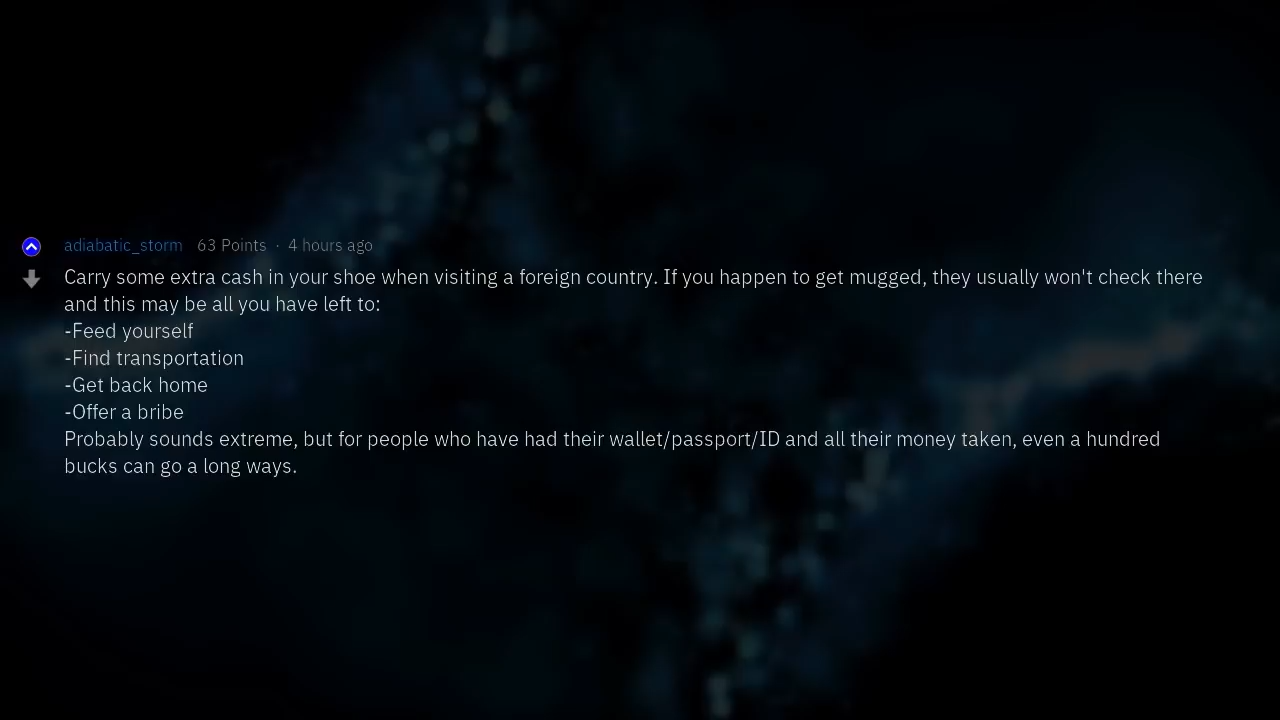 adiabatic_storm 63 Points · 4 hours ago
Carry some extra cash in your shoe when visiting a foreign country. If you happen to get mugged, they usually won't check there
and this may be all you have left to:
-Feed yourself
-Find transportation
-Get back home
-Offer a bribe
Probably sounds extreme, but for people who have had their wallet/passport/ID and all their money taken, even a hundred
bucks can go a long ways.